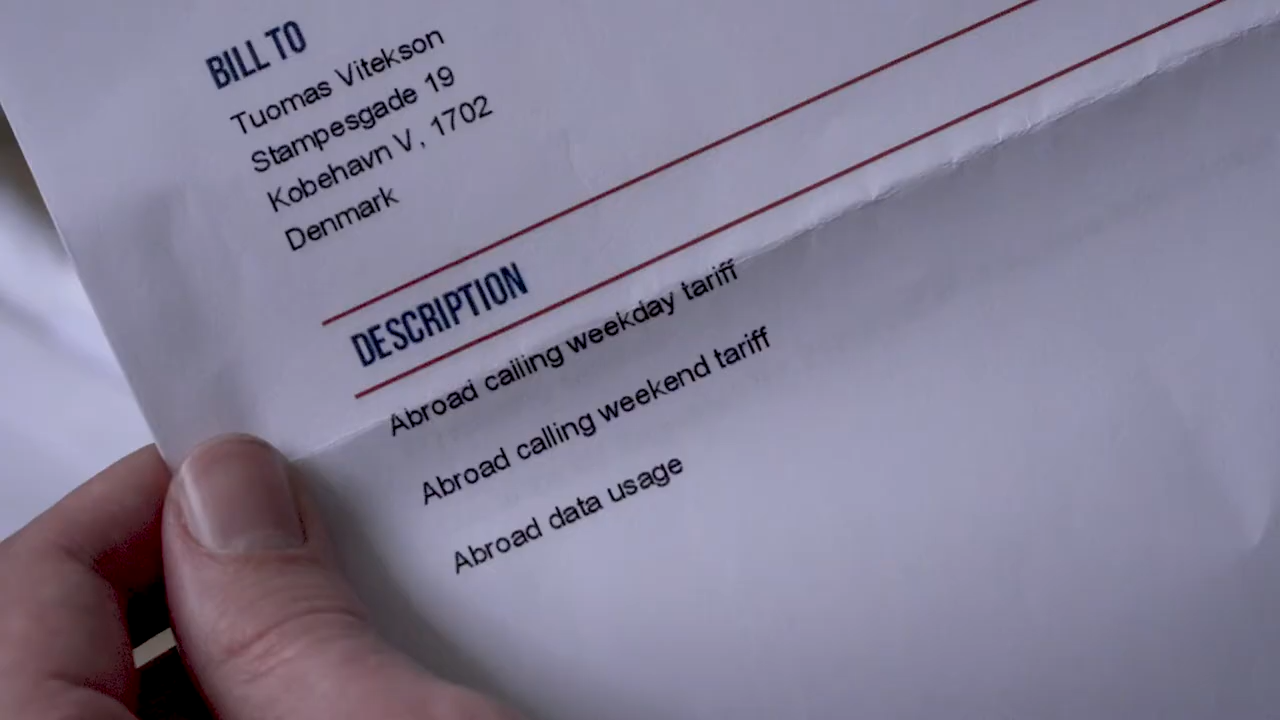 BILL TO
Tuomas Vitekson
Stampesgade 19
Kobehavn V, 1702
Denmark
DESCRIPTION
Abroad calling weekday tariff
Abroad calling weekend tariff
Abroad data usage